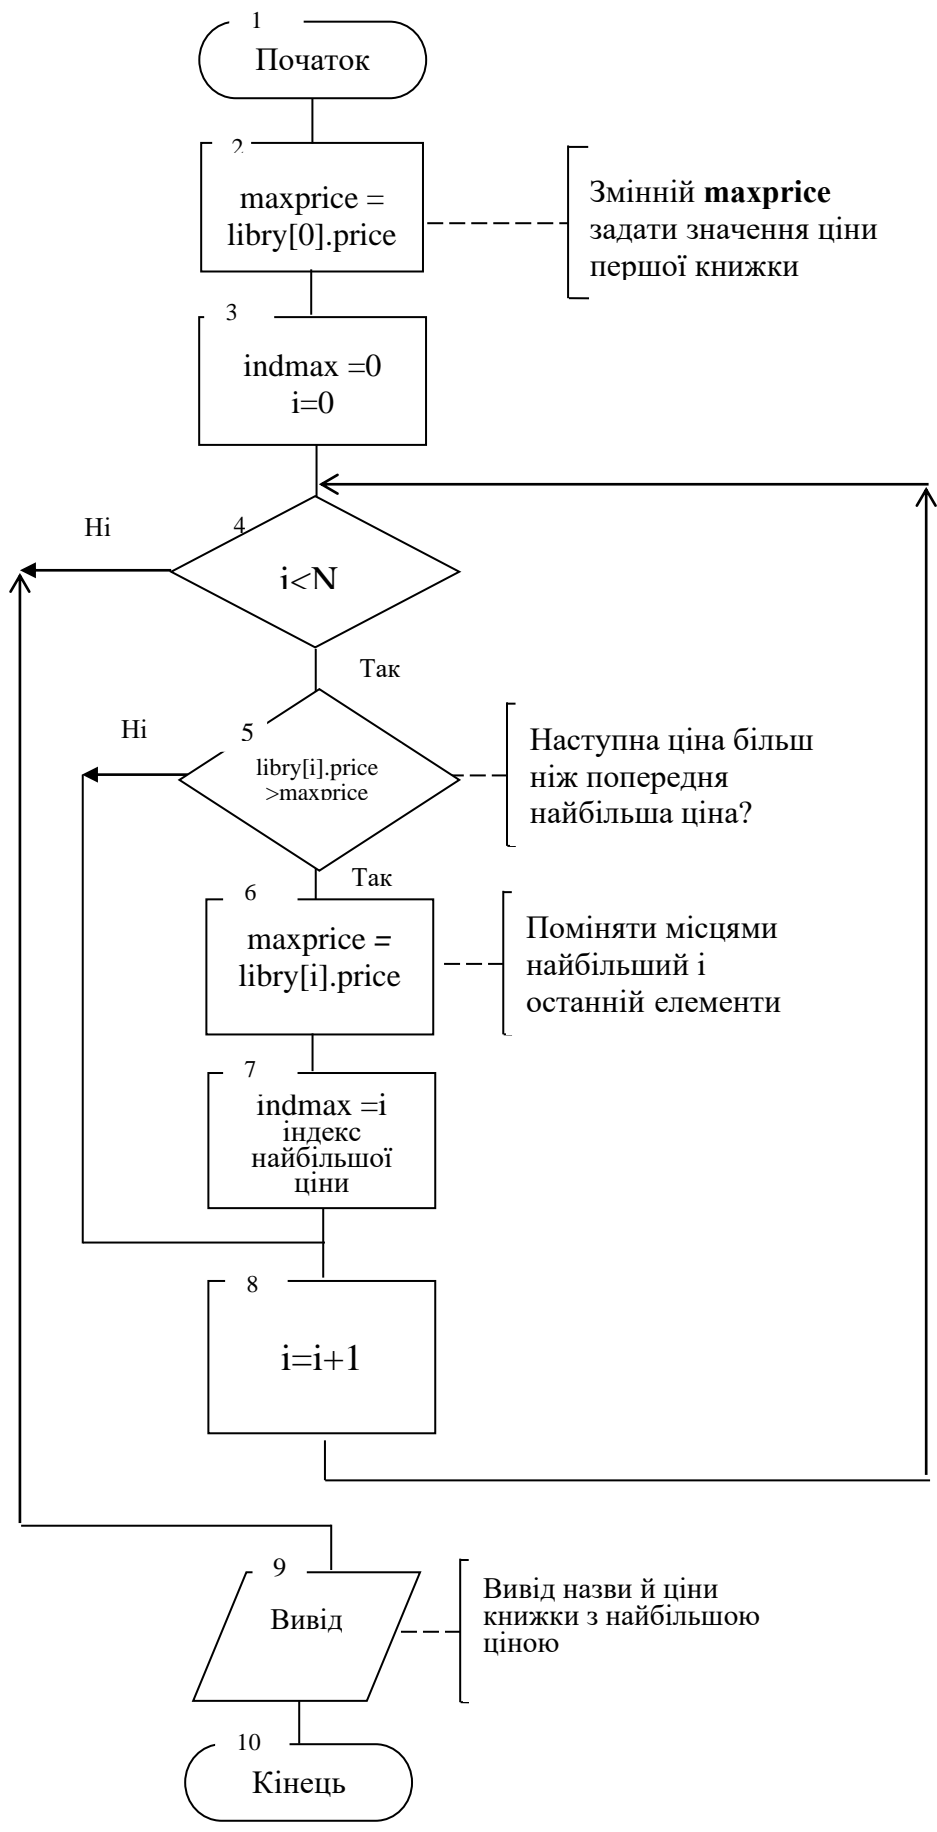 1
Початок
2
maxprice =
libry[0].price
Змінній maxprice
задати значення ціни
першої книжки
3
indmax =0
i=0
4
Ні
i<N
Так
5
Ні
libry[i].price
>maxprice
Наступна ціна більш
ніж попередня
найбільша ціна?
Так
6
maxprice =
libry[i].price
Поміняти місцями
найбільший і
останній елементи
7
indmax =i
індекс
найбільшої
ціни
8
i=i+1
9
Вивід
Вивід назви й ціни
книжки з найбільшою
ціною
10
Кінець